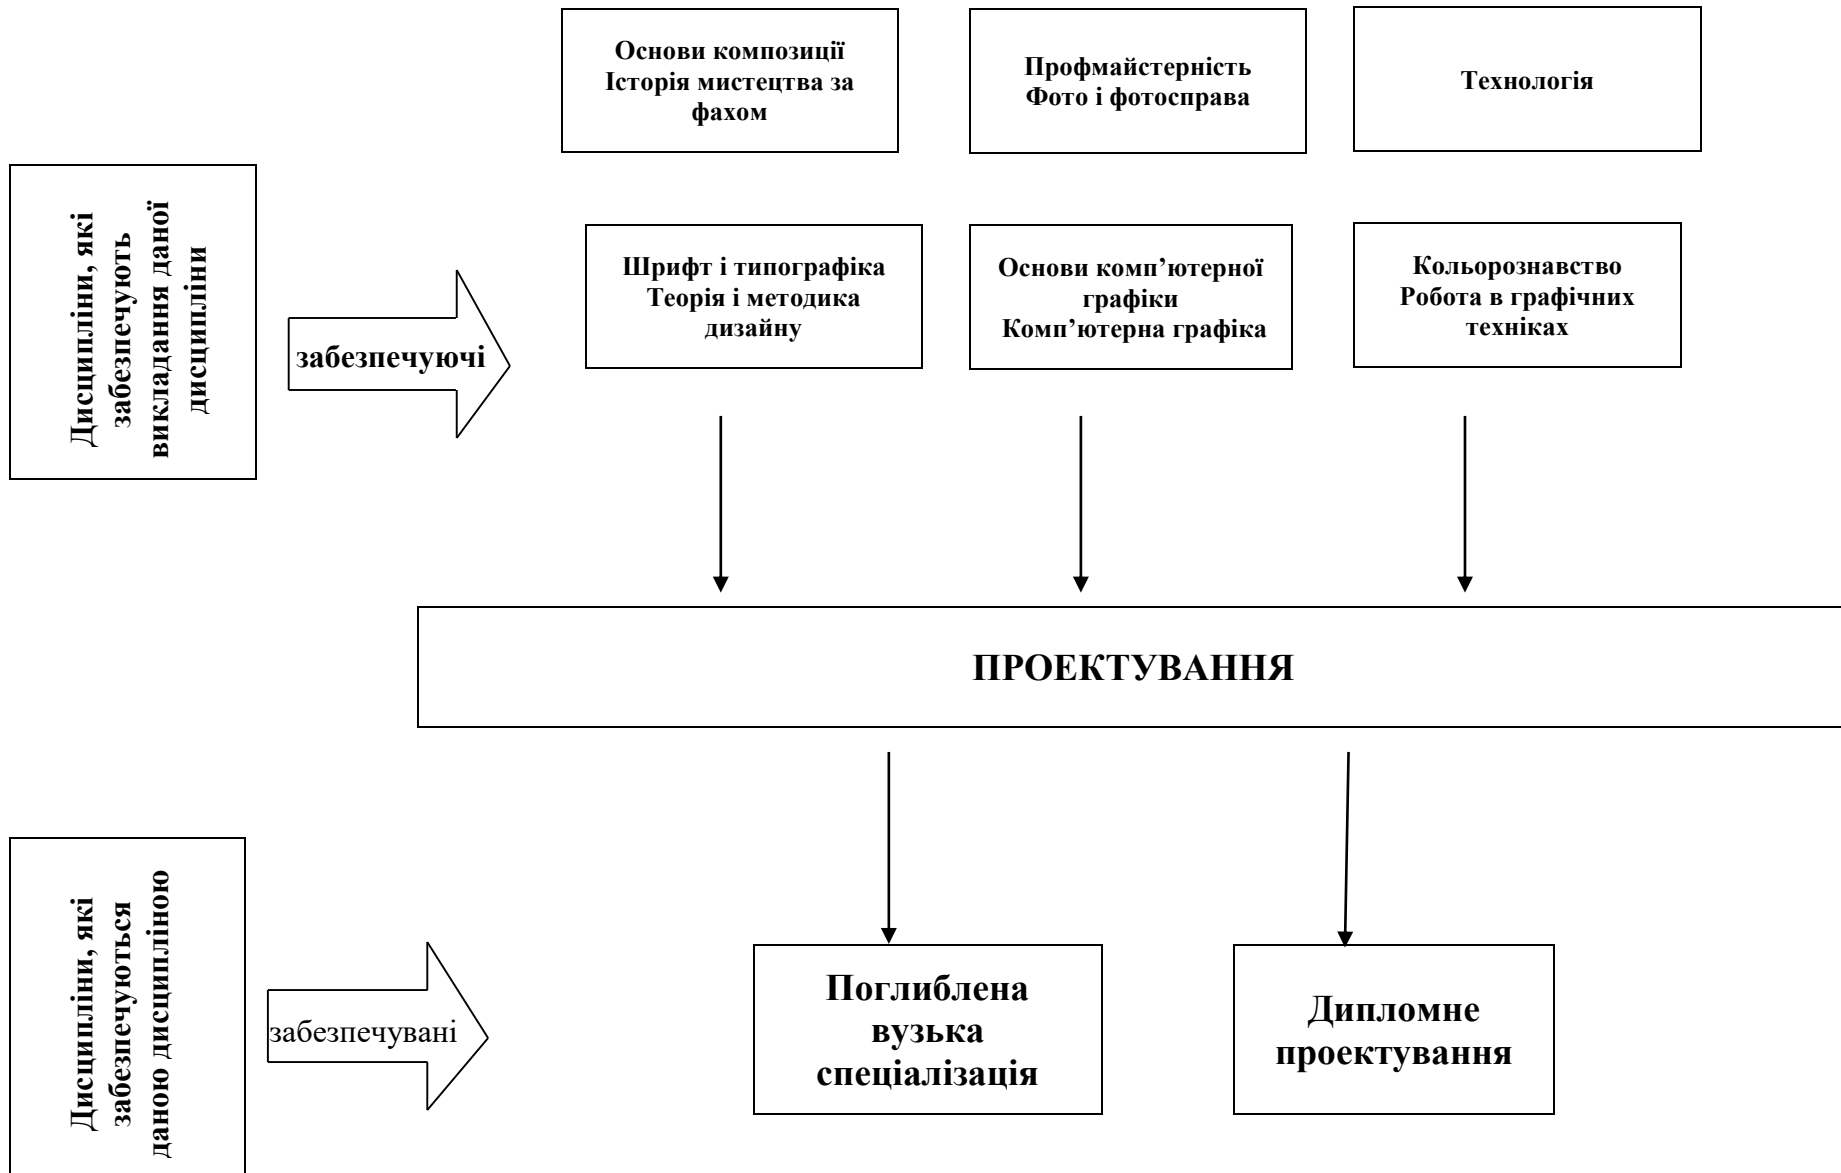 Основи композиції
Історія мистецтва за
фахом
Профмайстерність
Фото і фотосправа
Технологія
Дисципліни, які
забезпечують
викладання даної
дисципліни
забезпечуючі
Шрифт і типографіка
Теорія і методика
дизайну
Основи комп’ютерної
графіки
Комп’ютерна графіка
Кольорознавство
Робота в графічних
техніках
ПРОЕКТУВАННЯ
Дисципліни, які
забезпечуються
даною дисципліною
забезпечувані
Поглиблена
вузька
спеціалізація
Дипломне
проектування